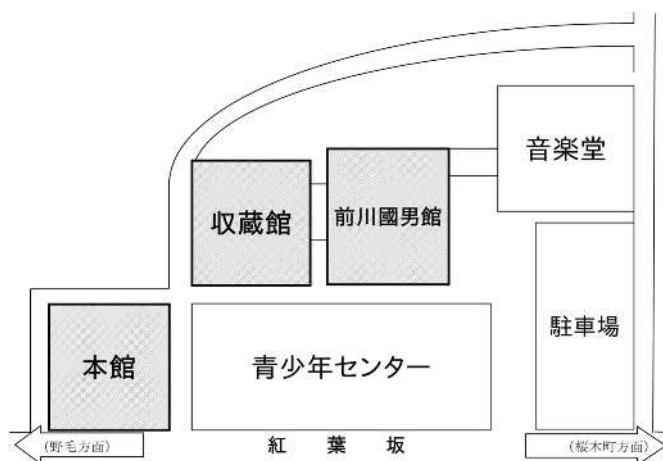 音楽堂
収蔵館
前川國男館
駐車場
本館
青少年センター
(野毛方面)
紅 葉 坂
(桜木町方面)